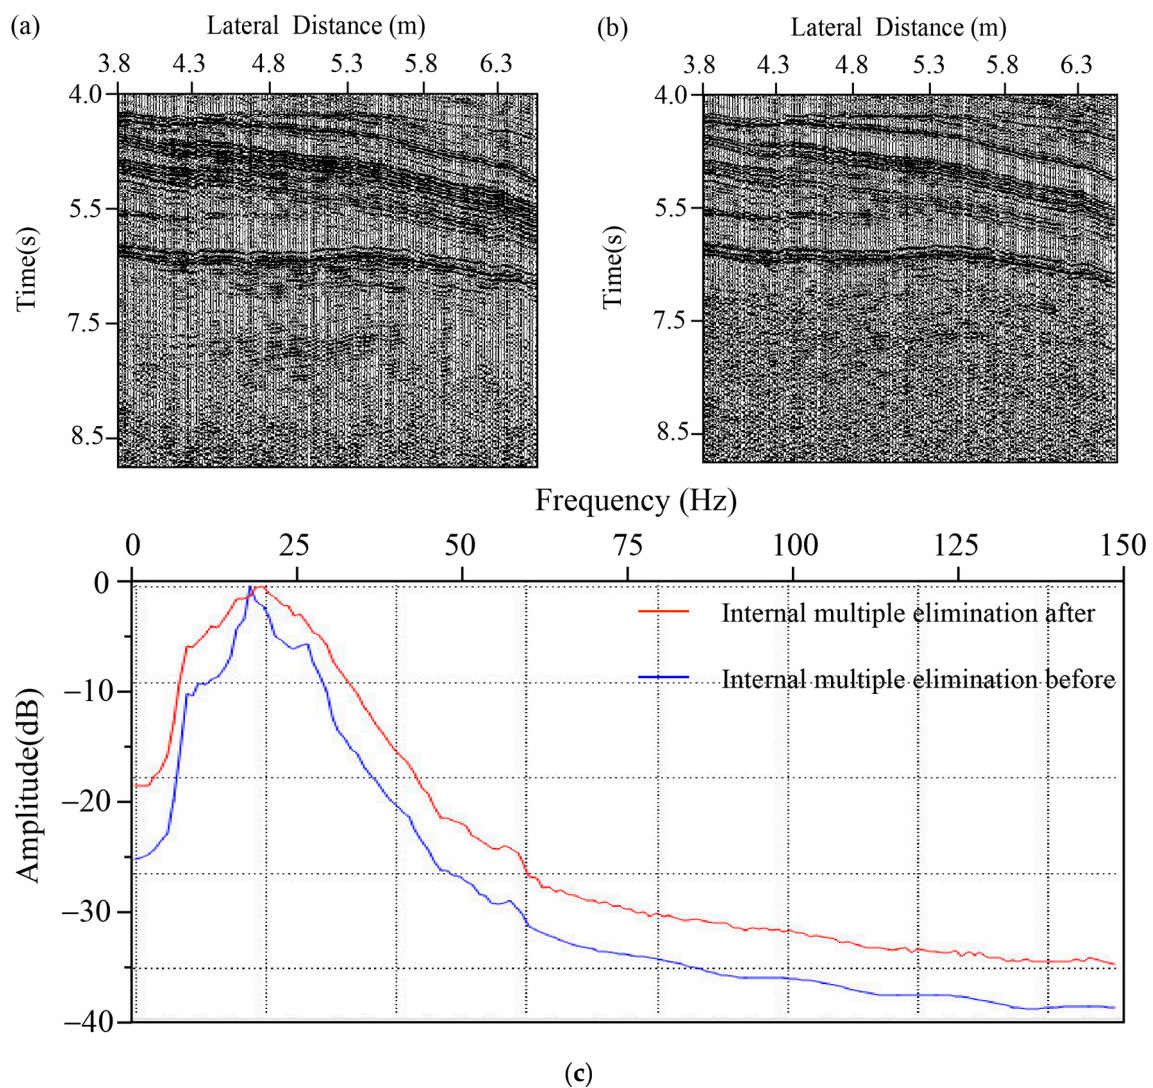 (a) Lateral Distance (m)
3.8 4.3 4.8 5.3 5.8 6.3
4.0
5.5
7.5
8.5
Time(s)
(b) Lateral Distance (m)
3.8 4.3 4.8 5.3 5.8 6.3
4.0
5.5
7.5
8.5
Time(s)
Frequency (Hz)
0 25 50 75 100 125 150
0
−10
−20
−30
−40
Amplitude(dB)
Internal multiple elimination after
Internal multiple elimination before
(c)